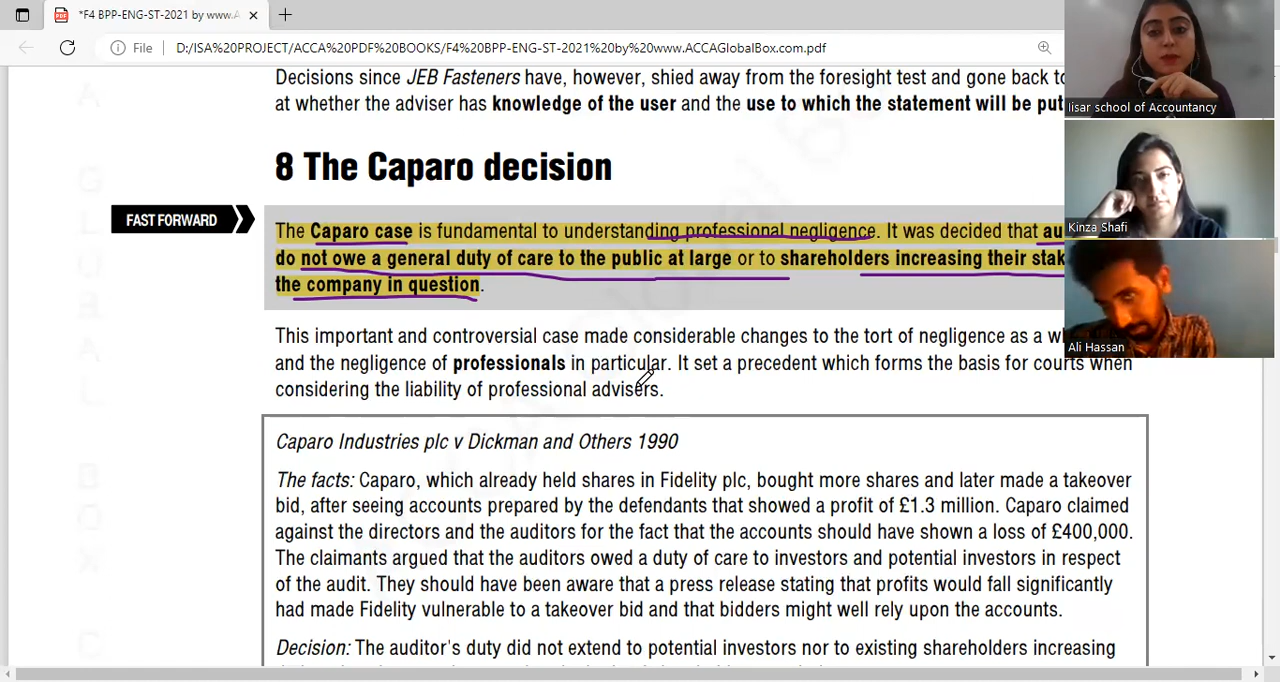 *F4 BPP-ENG-ST-2021 by www.A
File
D:/ISA%20PROJECT/ACCA%20PDF%20BOOKS/F4%20BPP-ENG-ST-2021%20by%20www.ACCAGlobalBox.com.pdf
Decisions since JEB Fasteners have, however, shied away from the foresight test and gone back to
at whether the adviser has knowledge of the user and the use to which the statement will be put
8 The Caparo decision
FAST FORWARD
The Caparo case is fundamental to understanding professional negligence. It was decided that au
do not owe a general duty of care to the public at large or to shareholders increasing their stak
the company in question.
This important and controversial case made considerable changes to the tort of negligence as a wh
and the negligence of professionals in particular. It set a precedent which forms the basis for courts when
considering the liability of professional advisers.
Caparo Industries plc v Dickman and Others 1990
The facts: Caparo, which already held shares in Fidelity plc, bought more shares and later made a takeover
bid, after seeing accounts prepared by the defendants that showed a profit of £1.3 million. Caparo claimed
against the directors and the auditors for the fact that the accounts should have shown a loss of £400,000.
The claimants argued that the auditors owed a duty of care to investors and potential investors in respect
of the audit. They should have been aware that a press release stating that profits would fall significantly
had made Fidelity vulnerable to a takeover bid and that bidders might well rely upon the accounts.
Decision: The auditor's duty did not extend to potential investors nor to existing shareholders increasing
lisar school of Accountancy
Kinza Shafi
Ali Hassan